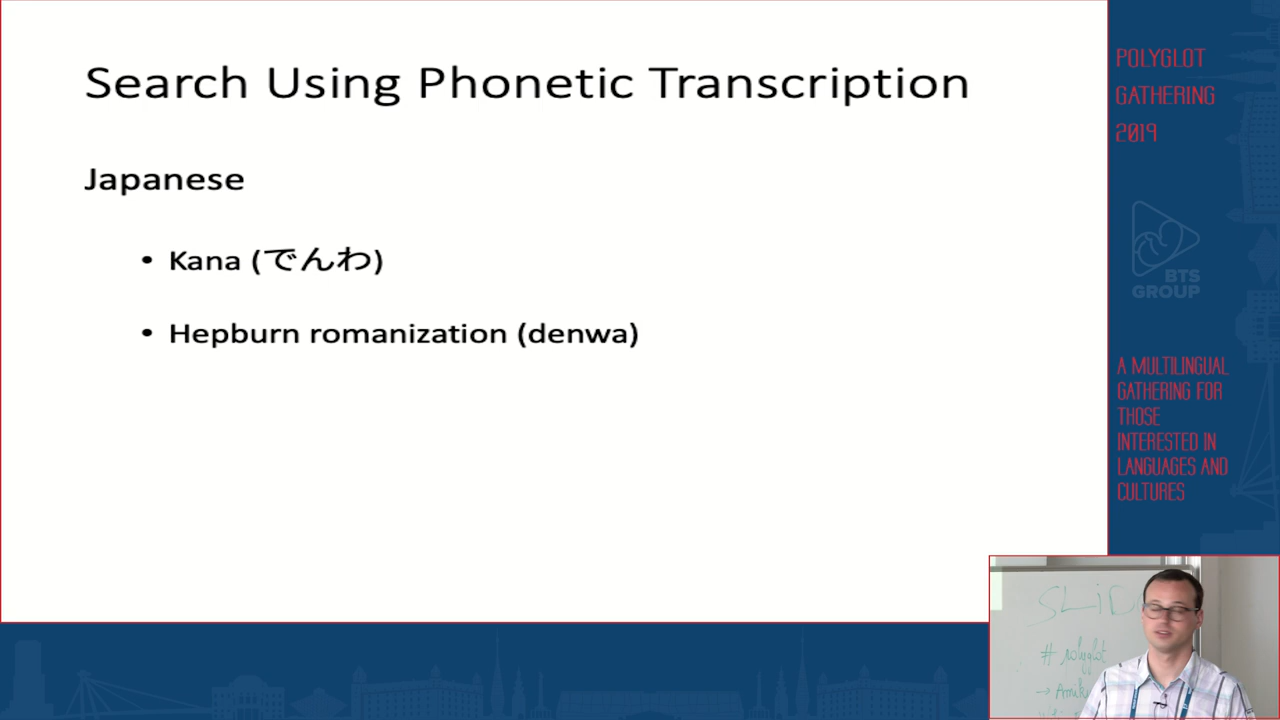 Search Using Phonetic Transcription
Japanese
• Kana (でんわ)
• Hepburn romanization (denwa)
POLYGLOT
GATHERING
2019
BTS
GROUP
A MULTILINGUAL
GATHERING FOR
THOSE
INTERESTED IN
LANGUAGES AND
CULTURES
# polyglot